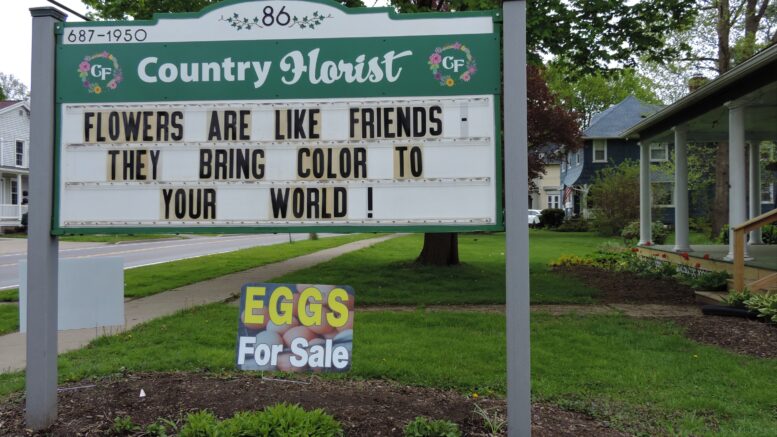 86
687-1950
CF Country Florist CF
FLOWERS ARE LIKE FRIENDS !
THEY BRING COLOR TO
YOUR WORLD !
EGGS
For Sale